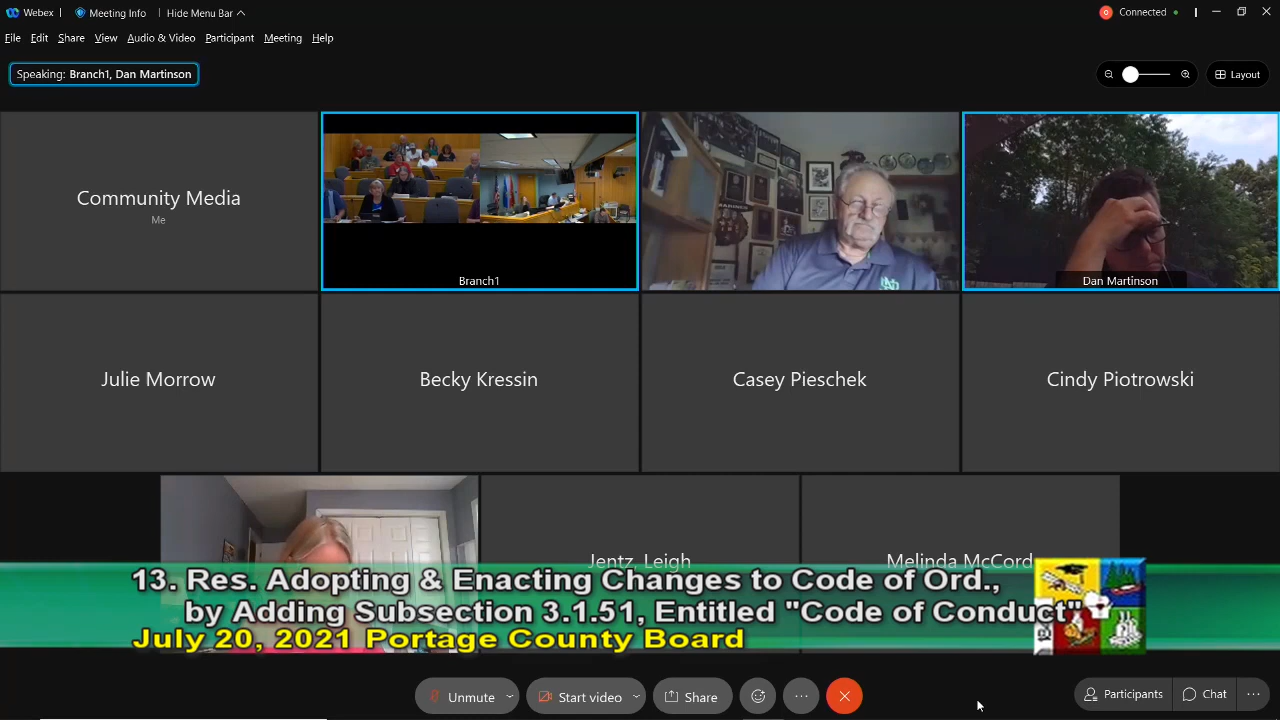 Webex
Meeting Info
Hide Menu Bar
Connected
File Edit Share View Audio & Video Participant Meeting Help
Speaking: Branch1, Dan Martinson
Layout
Community Media
Me
Branch1
Dan Martinson
Julie Morrow
Becky Kressin
Casey Pieschek
Cindy Piotrowski
Jentz, Leigh
Melinda McCord
13. Res. Adopting & Enacting Changes to Code of Ord.,
by Adding Subsection 3.1.51, Entitled "Code of Conduct"
July 20, 2021 Portage County Board
Unmute
Start video
Share
Participants
Chat